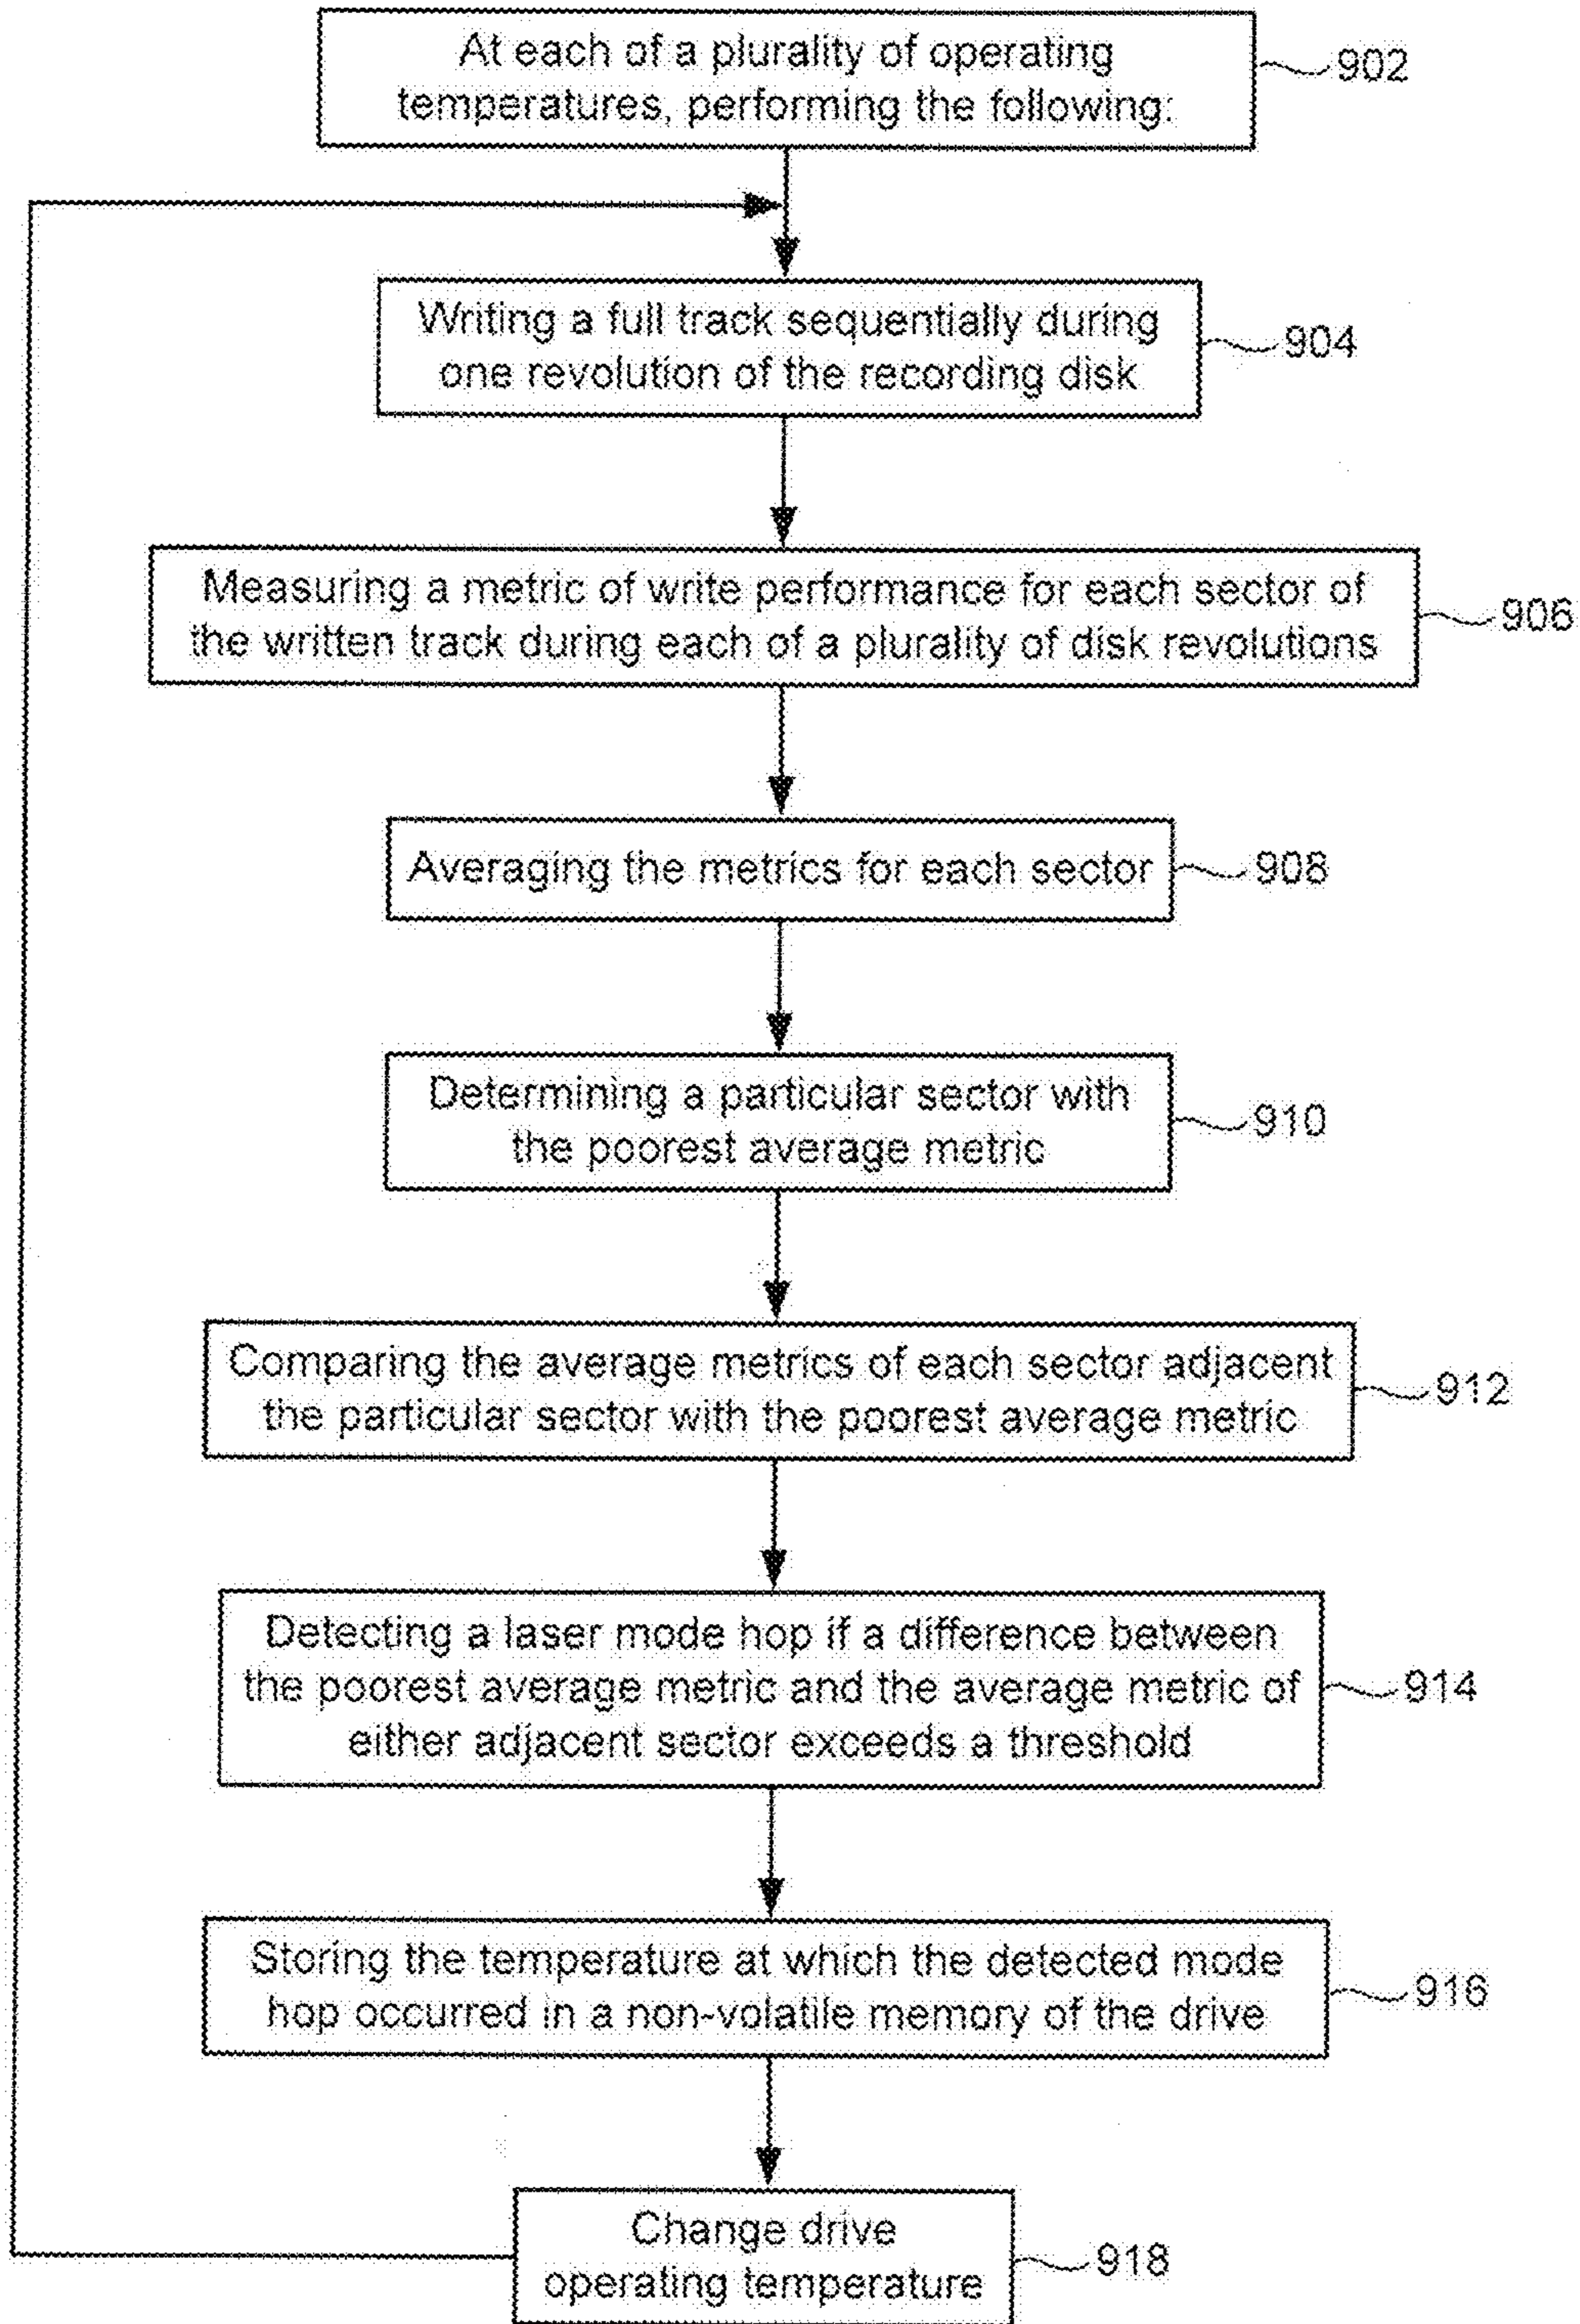 At each of a plurality of operating
temperatures, performing the following:
902
Writing a full track sequentially during
one revolution of the recording disk
904
Measuring a metric of write performance for each sector of
the written track during each of a plurality of disk revolutions
906
Averaging the metrics for each sector
908
Determining a particular sector with
the poorest average metric
910
Comparing the average metrics of each sector adjacent
the particular sector with the poorest average metric
912
Detecting a laser mode hop if a difference between
the poorest average metric and the average metric of
either adjacent sector exceeds a threshold
914
Storing the temperature at which the detected mode
hop occurred in a non-volatile memory of the drive
916
Change drive
operating temperature
918